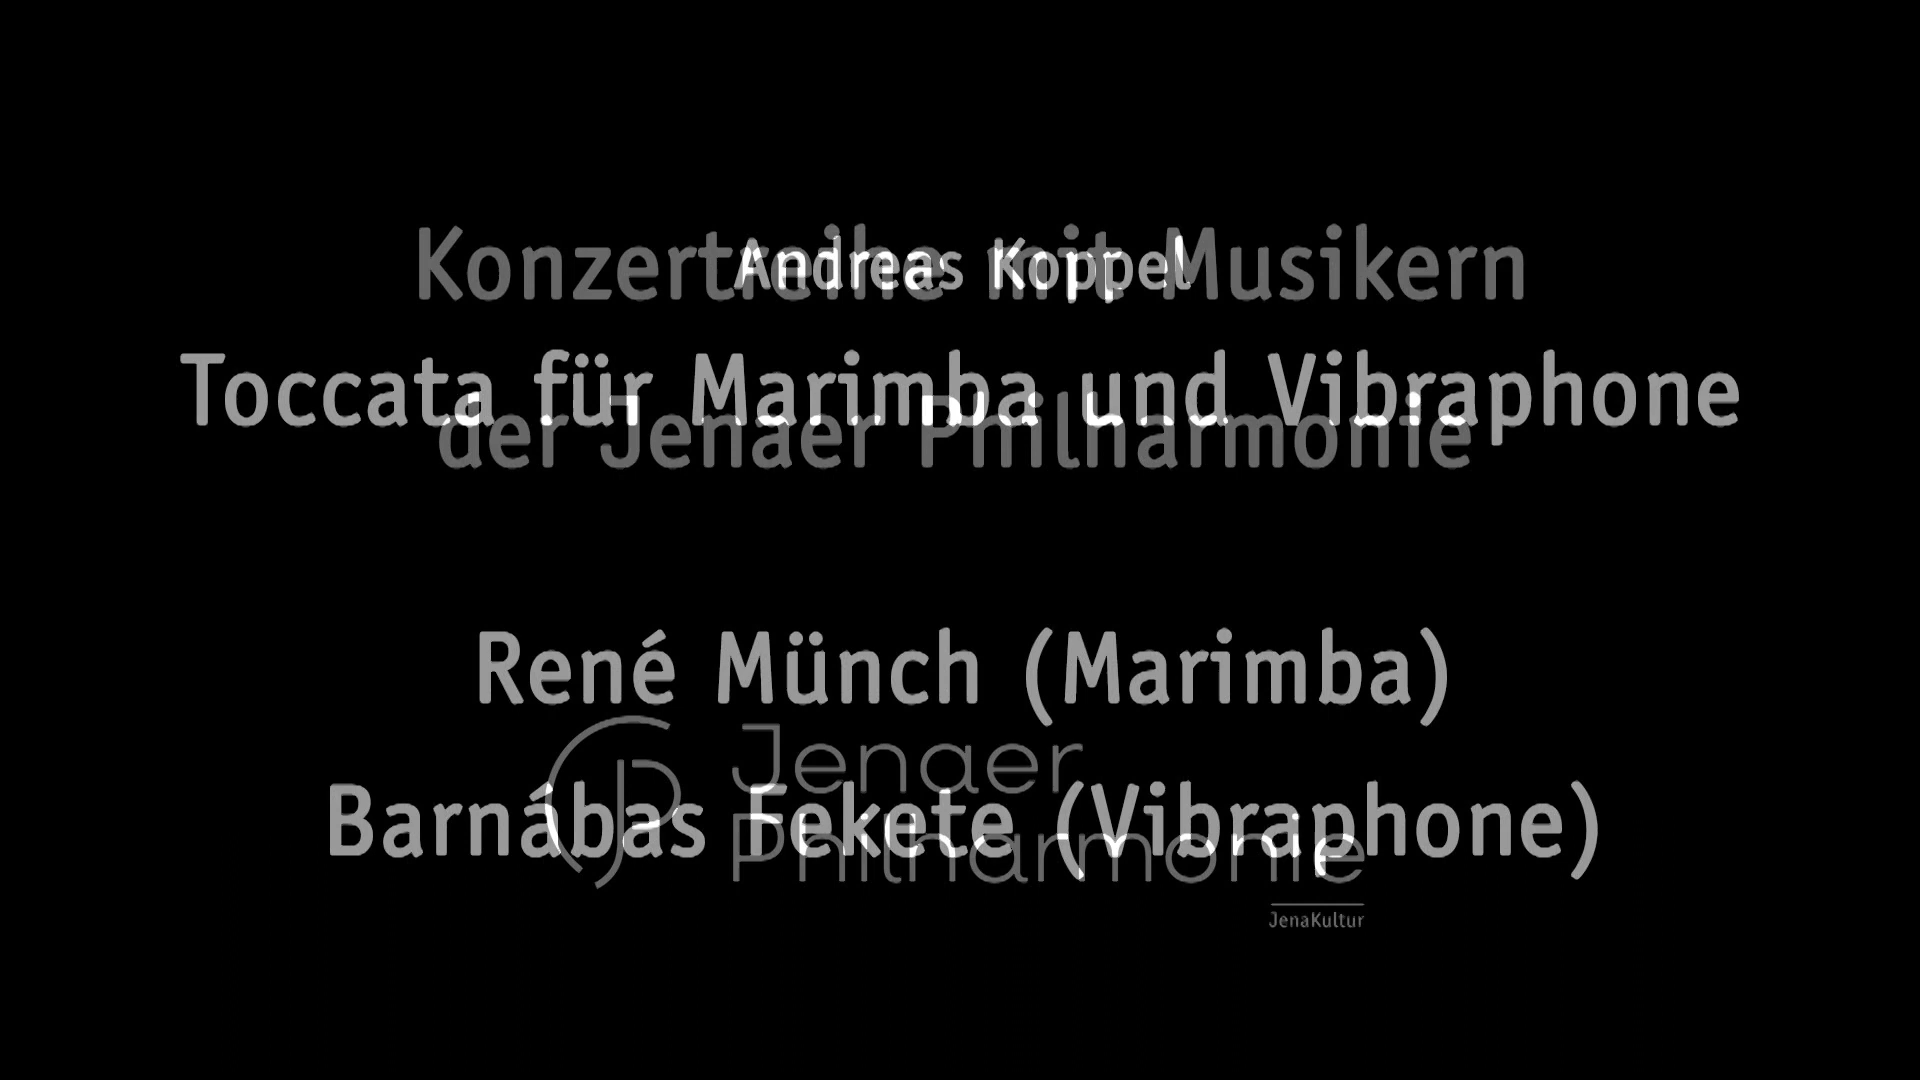 Konzertreihe mit Musikern
Andreas Koppel
Toccata für Marimba und Vibraphone
der Jenaer Philharmonie
René Münch (Marimba)
Jenaer
Barnábas Fekete (Vibraphone)
Philharmonie
JenaKultur